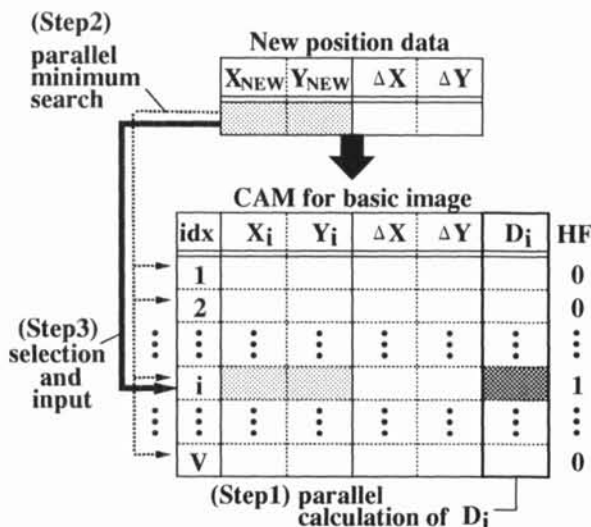 (Step2)
parallel
minimum
search
New position data
XNEW YNEW ΔX ΔY
CAM for basic image
idx Xi Yi ΔX ΔY Di HF
1 0
2 0
(Step3)
selection
and
input
i 1
V 0
(Step1) parallel
calculation of Di